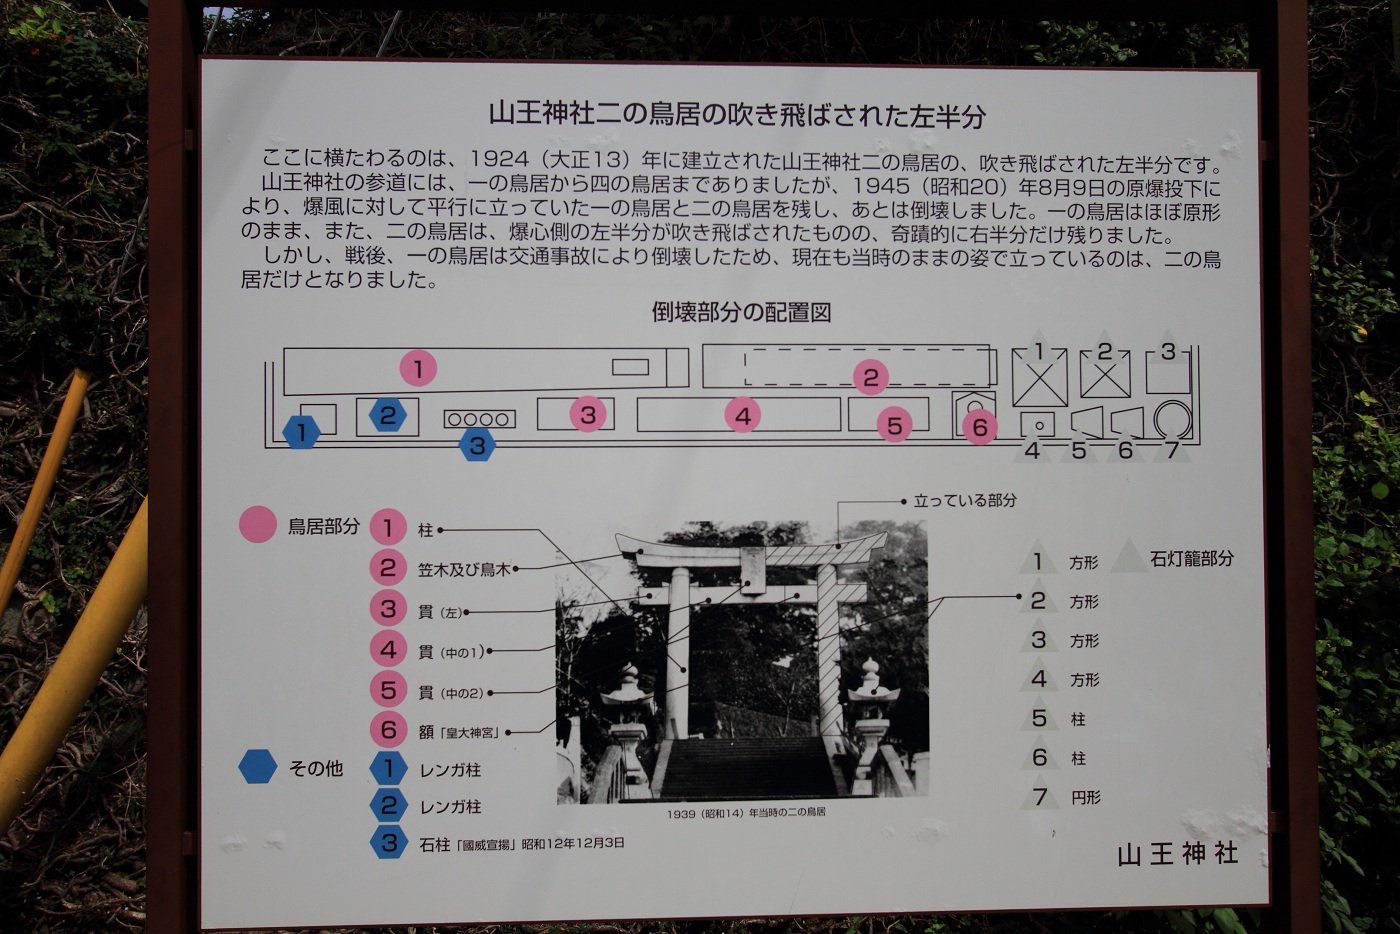 山王神社二の鳥居の吹き飛ばされた左半分
ここに横たわるのは、1924（大正13）年に建立された山王神社二の鳥居の、吹き飛ばされた左半分です。
山王神社の参道には、一の鳥居から四の鳥居までありましたが、1945（昭和20）年8月9日の原爆投下に
より、爆風に対して平行に立っていた一の鳥居と二の鳥居を残し、あとは倒壊しました。一の鳥居はほぼ原形
のまま、また、二の鳥居は、爆心側の左半分が吹き飛ばされたものの、奇蹟的に右半分だけ残りました。
しかし、戦後、一の鳥居は交通事故により倒壊したため、現在も当時のままの姿で立っているのは、二の鳥
居だけとなりました。
倒壊部分の配置図
1 2 1 2 3
1 2 3 3 4 5 6 4 5 6 7
立っている部分
鳥居部分
1 柱
2 笠木及び鳥木
3 貫（左）
4 貫（中の1）
5 貫（中の2）
6 額「皇大神宮」
その他
1 レンガ柱
2 レンガ柱
3 石柱「國威宣揚」昭和12年12月3日
1939（昭和14）年当時の二の鳥居
石灯籠部分
1 方形
2 方形
3 方形
4 方形
5 柱
6 柱
7 円形
山王神社